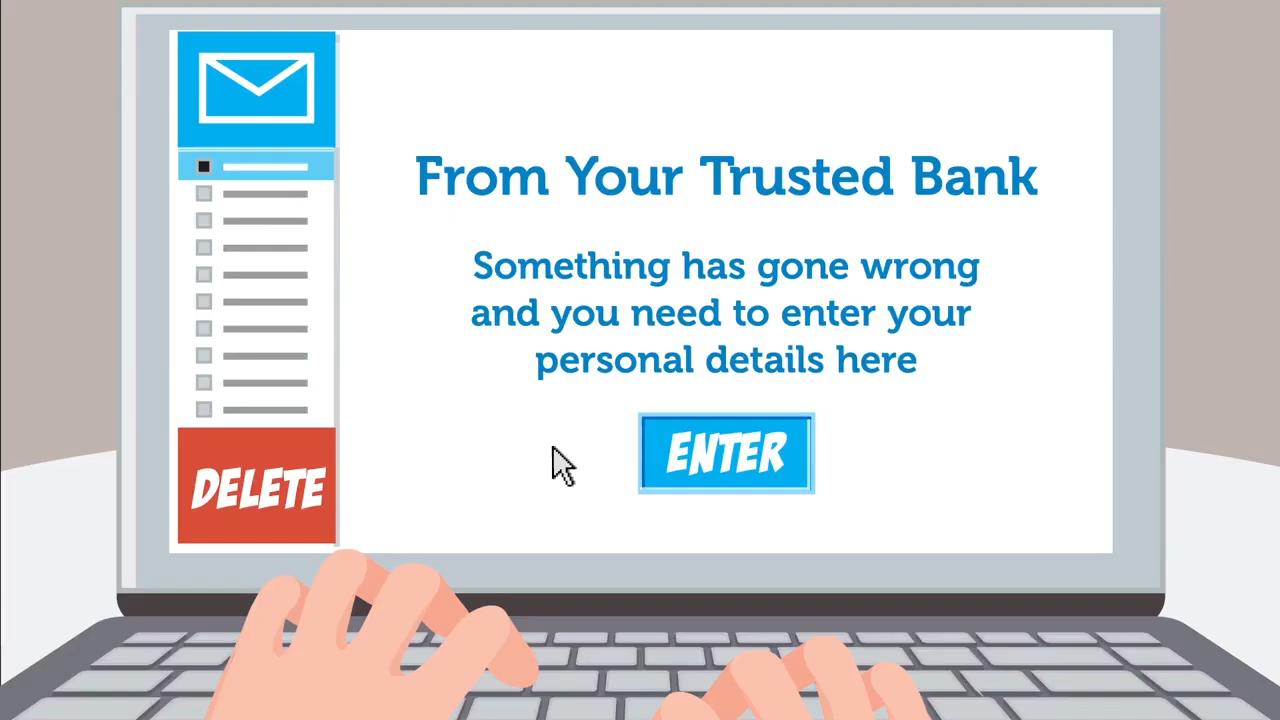 From Your Trusted Bank
Something has gone wrong
and you need to enter your
personal details here
ENTER
DELETE